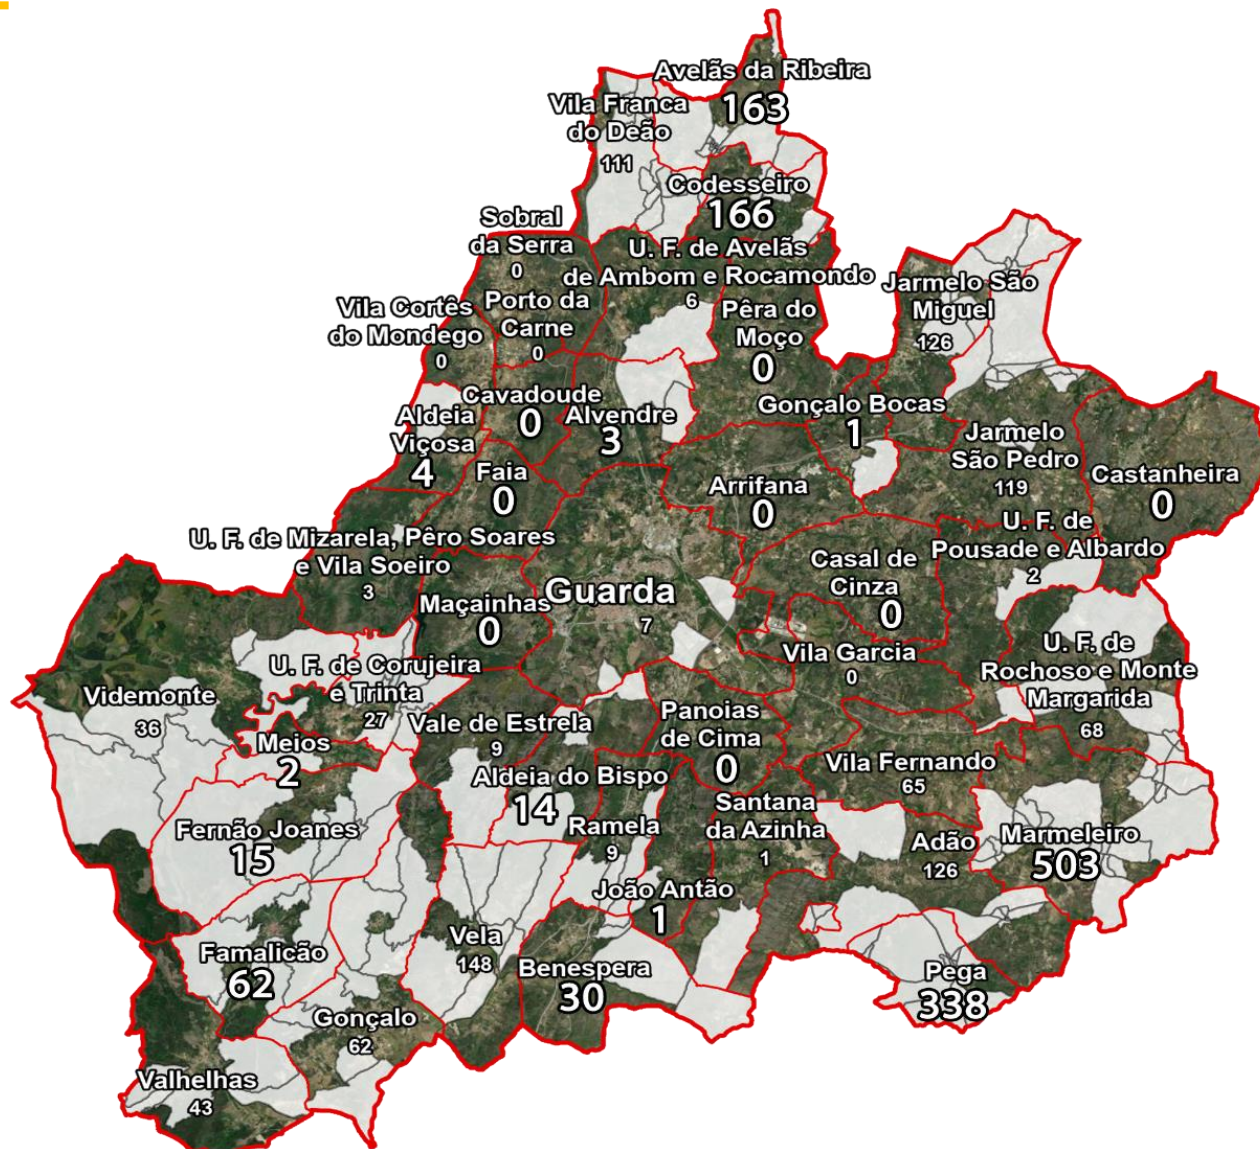 Avelãs da Ribeira
163
Vila Franca
do Deão
111
Codesseiro
166
Sobral
da Serra
0
U. F. de Avelãs
de Ambom e Rocamondo
6
Jarmelo São
Miguel
126
Vila Cortês
do Mondego
0
Porto da
Carne
0
Pêra do
Moço
0
Cavadoude
0
Alvendre
3
Gonçalo Bocas
1
Aldeia
Viçosa
4
Jarmelo
São Pedro
119
Castanheira
0
Faia
0
Arrifana
0
U. F. de Mizarela, Pêro Soares
e Vila Soeiro
3
U. F. de
Pousade e Albardo
2
Casal de
Cinza
0
Maçainhas
0
Guarda
7
Vila Garcia
0
U. F. de
Rochoso e Monte
Margarida
68
U. F. de Corujeira
e Trinta
27
Videmonte
36
Vale de Estrela
9
Panoias
de Cima
0
Meios
2
Vila Fernando
65
Aldeia do Bispo
14
Santana
da Azinha
1
Fernão Joanes
15
Ramela
9
Adão
126
Marmeleiro
503
João Antão
1
Famalicão
62
Vela
148
Benespera
30
Pega
338
Gonçalo
62
Valhelhas
43